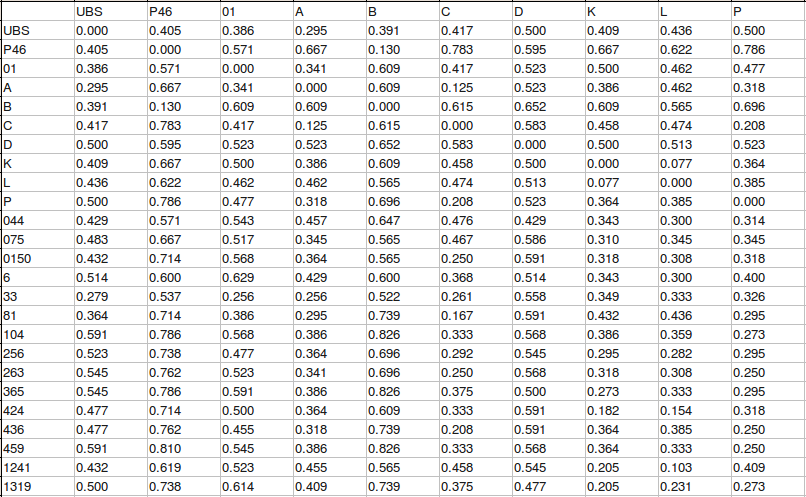 UBS P46 01 A B C D K L P
UBS 0.000 0.405 0.386 0.295 0.391 0.417 0.500 0.409 0.436 0.500
P46 0.405 0.000 0.571 0.667 0.130 0.783 0.595 0.667 0.622 0.786
01 0.386 0.571 0.000 0.341 0.609 0.417 0.523 0.500 0.462 0.477
A 0.295 0.667 0.341 0.000 0.609 0.125 0.523 0.386 0.462 0.318
B 0.391 0.130 0.609 0.609 0.000 0.615 0.652 0.609 0.565 0.696
C 0.417 0.783 0.417 0.125 0.615 0.000 0.583 0.458 0.474 0.208
D 0.500 0.595 0.523 0.523 0.652 0.583 0.000 0.500 0.513 0.523
K 0.409 0.667 0.500 0.386 0.609 0.458 0.500 0.000 0.077 0.364
L 0.436 0.622 0.462 0.462 0.565 0.474 0.513 0.077 0.000 0.385
P 0.500 0.786 0.477 0.318 0.696 0.208 0.523 0.364 0.385 0.000
044 0.429 0.571 0.543 0.457 0.647 0.476 0.429 0.343 0.300 0.314
075 0.483 0.667 0.517 0.345 0.565 0.467 0.586 0.310 0.345 0.345
0150 0.432 0.714 0.568 0.364 0.565 0.250 0.591 0.318 0.308 0.318
6 0.514 0.600 0.629 0.429 0.600 0.368 0.514 0.343 0.300 0.400
33 0.279 0.537 0.256 0.256 0.522 0.261 0.558 0.349 0.333 0.326
81 0.364 0.714 0.386 0.295 0.739 0.167 0.591 0.432 0.436 0.295
104 0.591 0.786 0.568 0.386 0.826 0.333 0.568 0.386 0.359 0.273
256 0.523 0.738 0.477 0.364 0.696 0.292 0.545 0.295 0.282 0.295
263 0.545 0.762 0.523 0.341 0.696 0.250 0.568 0.318 0.308 0.250
365 0.545 0.786 0.591 0.386 0.826 0.375 0.500 0.273 0.333 0.295
424 0.477 0.714 0.500 0.364 0.609 0.333 0.591 0.182 0.154 0.318
436 0.477 0.762 0.455 0.318 0.739 0.208 0.591 0.364 0.385 0.250
459 0.591 0.810 0.545 0.386 0.826 0.333 0.568 0.364 0.333 0.250
1241 0.432 0.619 0.523 0.455 0.565 0.458 0.545 0.205 0.103 0.409
1319 0.500 0.738 0.614 0.409 0.739 0.375 0.477 0.205 0.231 0.273